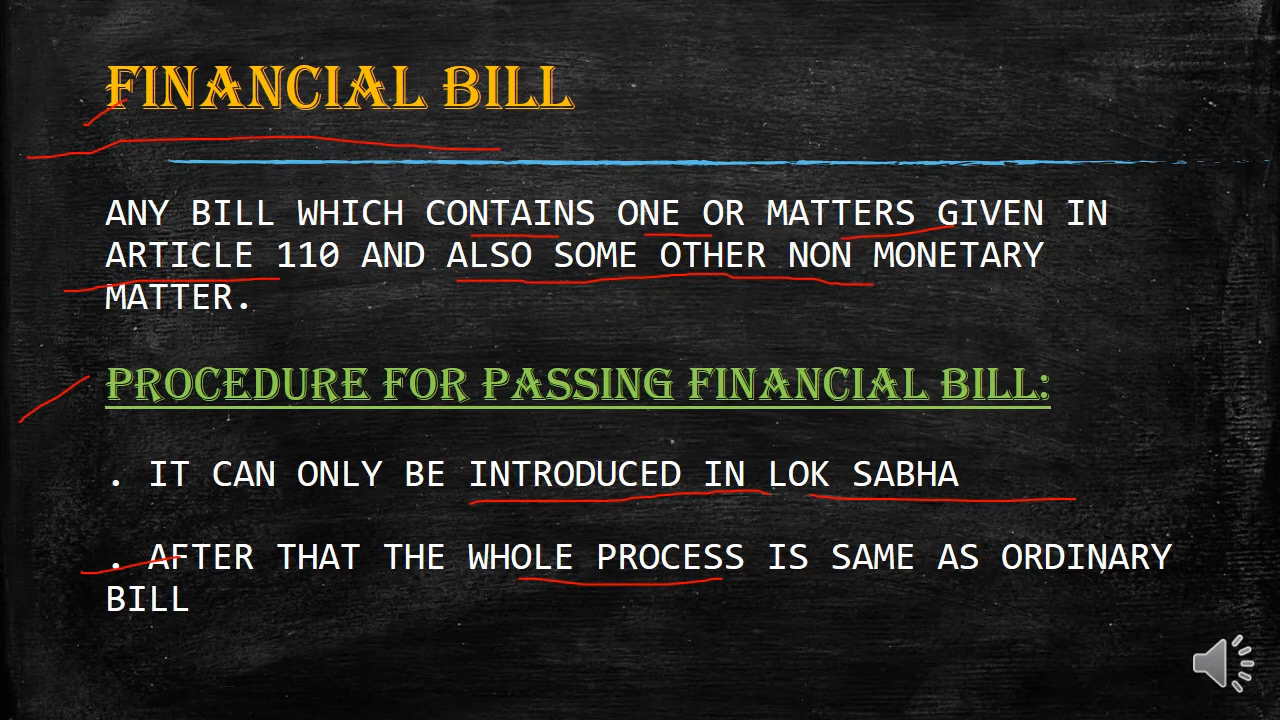 FINANCIAL BILL
ANY BILL WHICH CONTAINS ONE OR MATTERS GIVEN IN
ARTICLE 110 AND ALSO SOME OTHER NON MONETARY
MATTER.
PROCEDURE FOR PASSING FINANCIAL BILL:
. IT CAN ONLY BE INTRODUCED IN LOK SABHA
. AFTER THAT THE WHOLE PROCESS IS SAME AS ORDINARY
BILL